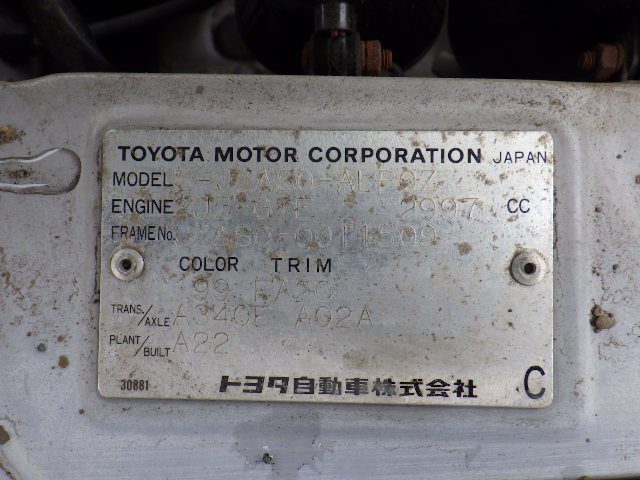 TOYOTA MOTOR CORPORATION JAPAN
MODEL
ENGINE 2JZ-GTE 2997 CC
FRAME No.
COLOR TRIM
199 FA20
TRANS./AXLE A340E A02A
PLANT/BUILT A22
30881 トヨタ自動車株式会社 C